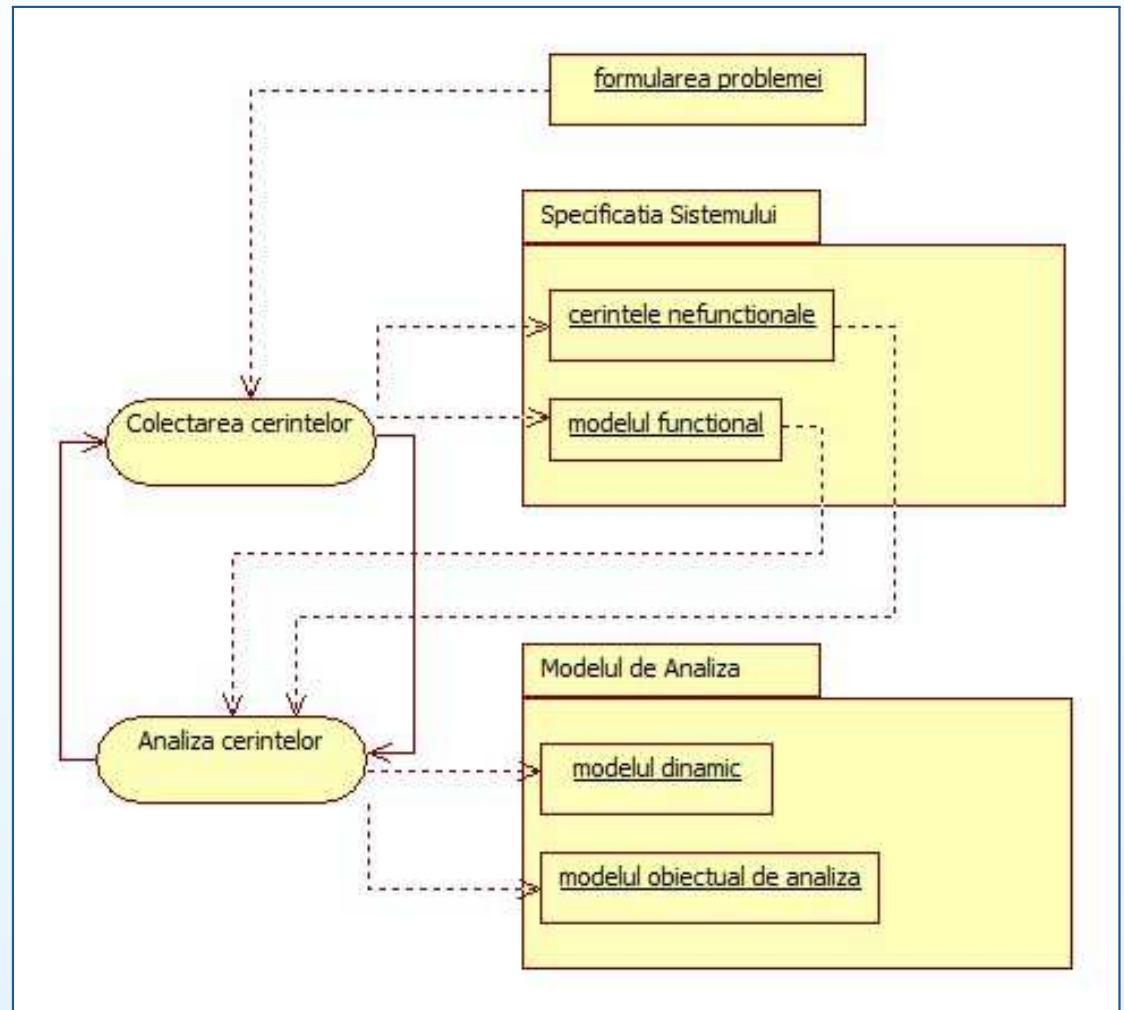 formularea problemei
Specificatia Sistemului
cerintele nefunctionale
modelul functional
Colectarea cerintelor
Analiza cerintelor
Modelul de Analiza
modelul dinamic
modelul obiectual de analiza